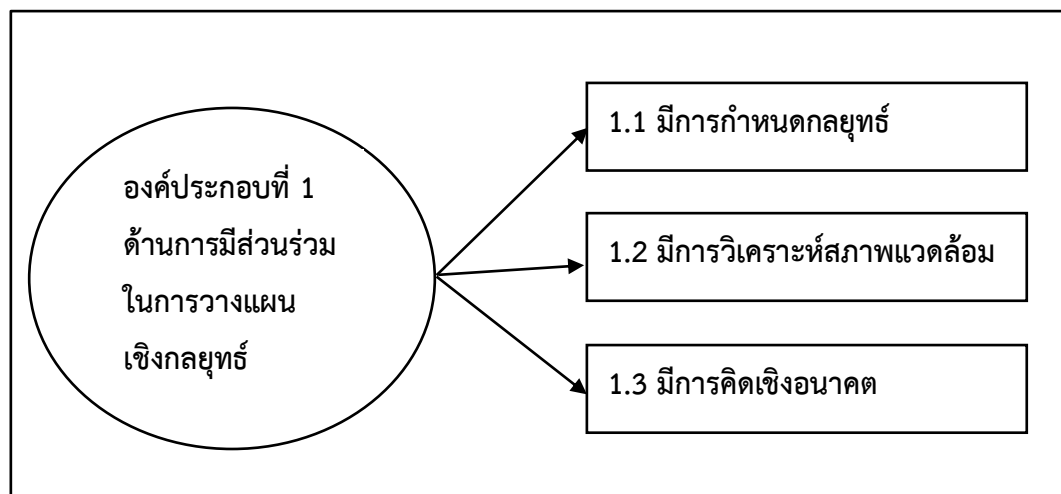 องค์ประกอบที่ 1
ด้านการมีส่วนร่วม
ในการวางแผน
เชิงกลยุทธ์
1.1 มีการกำหนดกลยุทธ์
1.2 มีการวิเคราะห์สภาพแวดล้อม
1.3 มีการคิดเชิงอนาคต